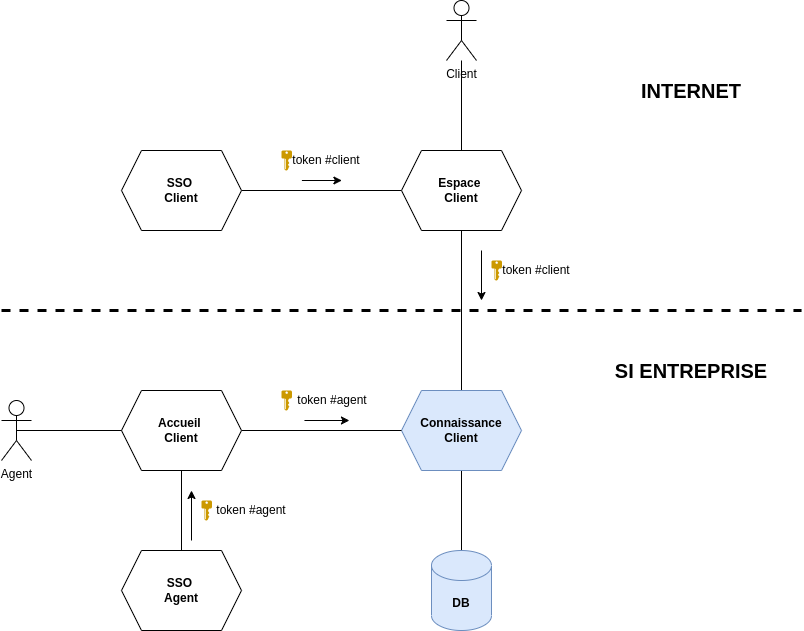 Client
INTERNET
token #client
SSO
Client
Espace
Client
token #client
SI ENTREPRISE
token #agent
Accueil
Client
Connaissance
Client
Agent
token #agent
SSO
Agent
DB